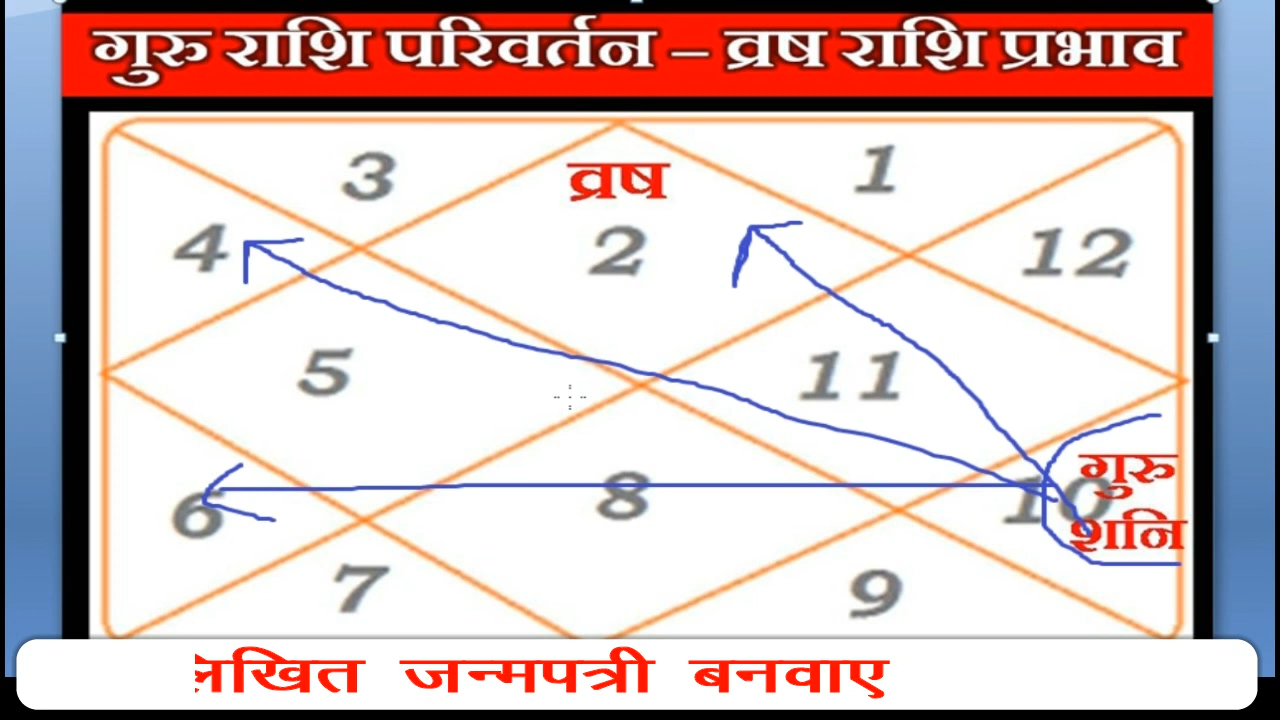 गुरु राशि परिवर्तन – व्रष राशि प्रभाव
3
व्रष
1
4
2
12
5
11
गुरु
6
8
10
शनि
7
9
जन्मपत्री बनवाए